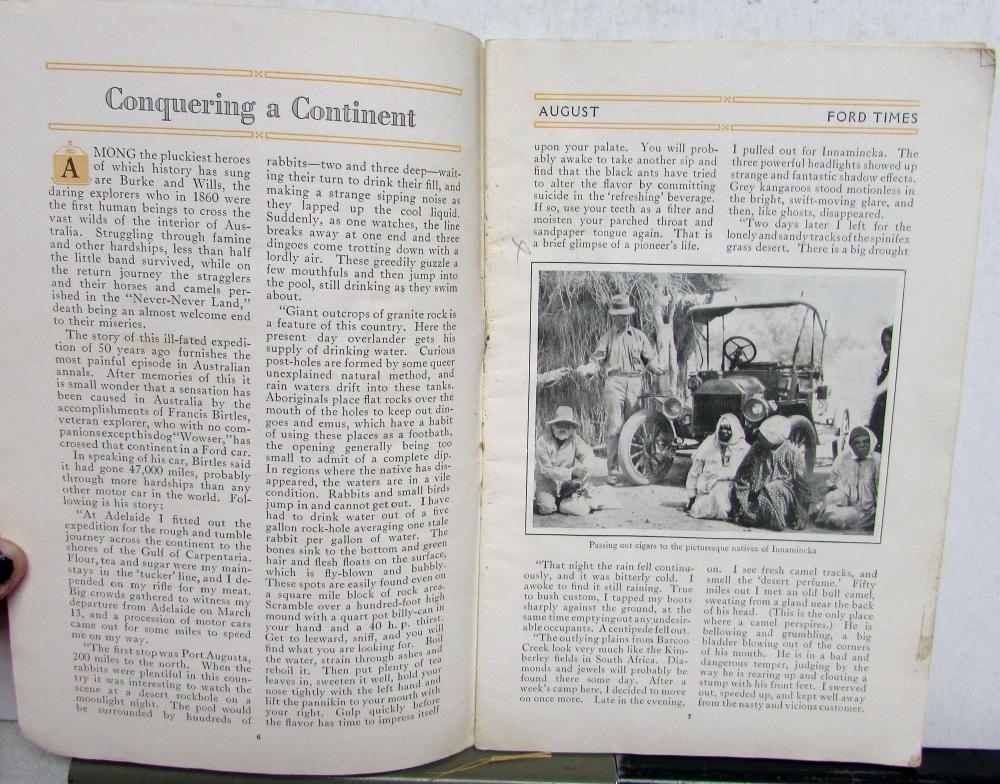 Conquering a Continent
AMONG the pluckiest heroes
of which history has sung
are Burke and Wills, the
daring explorers who in 1860 were
the first human beings to cross the
vast wilds of the interior of Aus-
tralia. Struggling through famine
and other hardships, less than half
the little band survived, while on
the return journey the stragglers
and their horses and camels per-
ished in the "Never-Never Land,"
death being an almost welcome end
to their miseries.
The story of this ill-fated expedi-
tion of 50 years ago furnishes the
most painful episode in Australian
annals. After memories of this it
is small wonder that a sensation has
been caused in Australia by the
accomplishments of Francis Birtles,
veteran explorer, who with no com-
panions except his dog "Wowser," has
crossed that continent in a Ford car.
In speaking of his car, Birtles said
it had gone 47,000 miles, probably
through more hardships than any
other motor car in the world. Fol-
lowing is his story:
"At Adelaide I fitted out the
expedition for the rough and tumble
journey across the continent to the
shores of the Gulf of Carpentaria.
Flour, tea and sugar were my main-
stays in the 'tucker' line, and I de-
pended on my rifle for my meat.
Big crowds gathered to witness my
departure from Adelaide on March
13, and a procession of motor cars
came out for some miles to speed
me on my way.
"The first stop was Port Augusta,
200 miles to the north. When the
rabbits were plentiful in this coun-
try it was interesting to watch the
scene at a desert rockhole on a
moonlight night. The pool would
be surrounded by hundreds of
rabbits—two and three deep—wait-
ing their turn to drink their fill, and
making a strange sipping noise as
they lapped up the cool liquid.
Suddenly, as one watches, the line
breaks away at one end and three
dingoes come trotting down with a
lordly air. These greedily guzzle a
few mouthfuls and then jump into
the pool, still drinking as they swim
about.
"Giant outcrops of granite rock is
a feature of this country. Here the
present day overlander gets his
supply of drinking water. Curious
post-holes are formed by some queer
unexplained natural method, and
rain waters drift into these tanks.
Aboriginals place flat rocks over the
mouth of the holes to keep out din-
goes and emus, which have a habit
of using these places as a footbath,
the opening generally being too
small to admit of a complete dip.
In regions where the native has dis-
appeared, the waters are in a vile
condition. Rabbits and small birds
jump in and cannot get out. I have
had to drink water out of a five
gallon rock-hole averaging one stale
rabbit per gallon of water. The
bones sink to the bottom and green
hair and flesh floats on the surface,
which is fly-blown and bubbly.
These spots are easily found even on
a square mile block of rock area.
Scramble over a hundred-foot high
mound with a quart pot billy-can in
your hand and a 40 h. p. thirst.
Get to leeward, sniff, and you will
find what you are looking for. Boil
the water, strain through ashes and
reboil it. Then put plenty of tea
leaves in, sweeten it well, hold your
nose tightly with the left hand and
lift the pannikin to your mouth with
your right. Gulp quickly before
the flavor has time to impress itself
6
AUGUST
FORD TIMES
upon your palate. You will prob-
ably awake to take another sip and
find that the black ants have tried
to alter the flavor by committing
suicide in the 'refreshing' beverage.
If so, use your teeth as a filter and
moisten your parched throat and
sandpaper tongue again. That is
a brief glimpse of a pioneer's life.
I pulled out for Innamincka. The
three powerful headlights showed up
strange and fantastic shadow effects.
Grey kangaroos stood motionless in
the bright, swift-moving glare, and
then, like ghosts, disappeared.
"Two days later I left for the
lonely and sandy tracks of the spinifex
grass desert. There is a big drought
Passing out cigars to the picturesque natives of Innamincka
"That night the rain fell continu-
ously, and it was bitterly cold. I
awoke to find it still raining. True
to bush custom, I tapped my boots
sharply against the ground, at the
same time emptying out any undesir-
able occupants. A centipede fell out.
"The outlying plains from Barcoo
Creek look very much like the Kim-
berley fields in South Africa. Dia-
monds and jewels will probably be
found there some day. After a
week's camp here, I decided to move
on once more. Late in the evening,
on. I see fresh camel tracks, and
smell the 'desert perfume.' Fifty
miles out I met an old bull camel,
sweating from a gland near the back
of his head. (This is the only place
where a camel perspires.) He is
bellowing and grumbling, a big
bladder blowing out of the corners
of his mouth. He is in a bad and
dangerous temper, judging by the
way he is rearing up and clouting a
stump with his front feet. I swerved
out, speeded up, and kept well away
from the nasty and vicious customer.
7